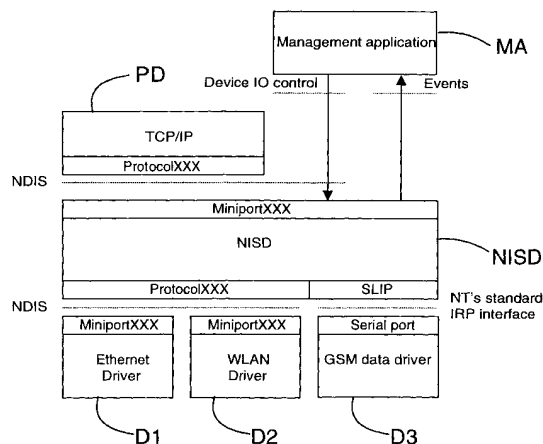 Management application
MA
PD
Device IO control
Events
TCP/IP
ProtocolXXX
NDIS
MiniportXXX
NISD
NISD
ProtocolXXX
SLIP
NDIS
NT's standard
IRP interface
MiniportXXX
MiniportXXX
Serial port
Ethernet
Driver
WLAN
Driver
GSM data driver
D1
D2
D3